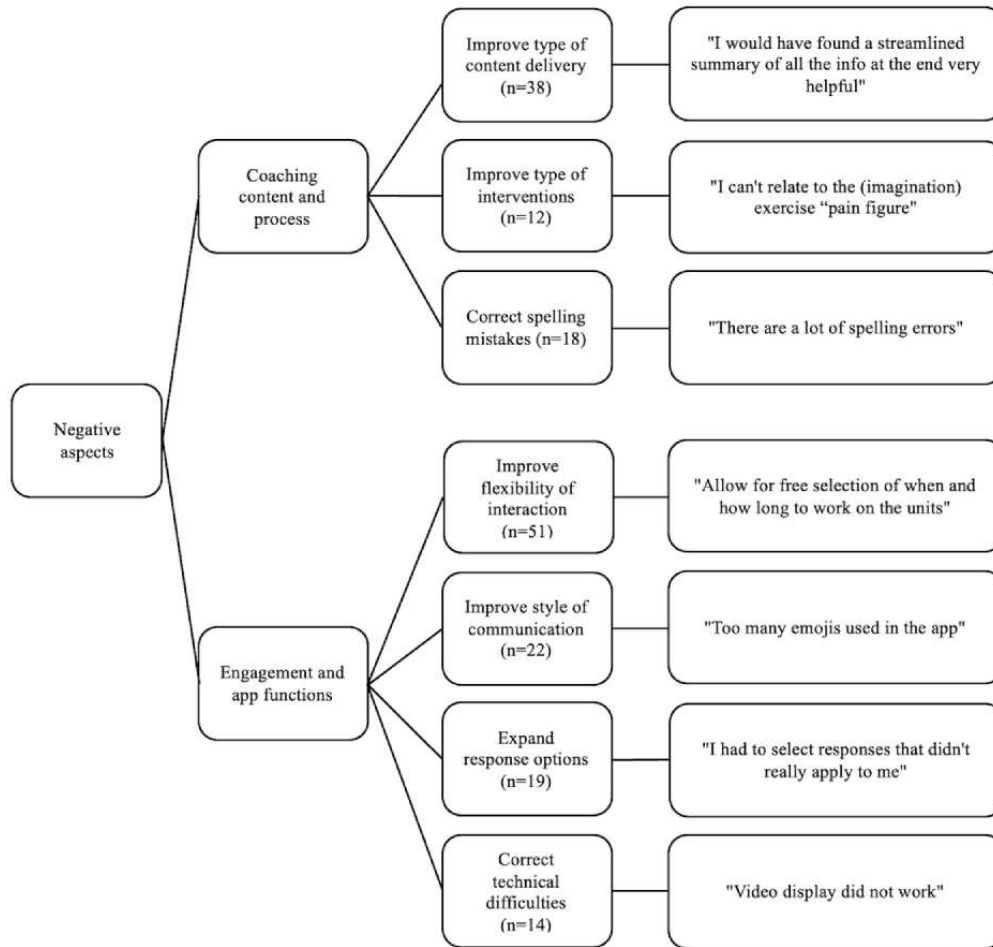 Negative
aspects
Coaching
content and
process
Improve type of
content delivery
(n=38)
"I would have found a streamlined
summary of all the info at the end very
helpful"
Improve type of
interventions
(n=12)
"I can't relate to the (imagination)
exercise “pain figure"
Correct spelling
mistakes (n=18)
"There are a lot of spelling errors"
Engagement and
app functions
Improve
flexibility of
interaction
(n=51)
"Allow for free selection of when and
how long to work on the units"
Improve style of
communication
(n=22)
"Too many emojis used in the app"
Expand
response options
(n=19)
"I had to select responses that didn't
really apply to me"
Correct
technical
difficulties
(n=14)
"Video display did not work"